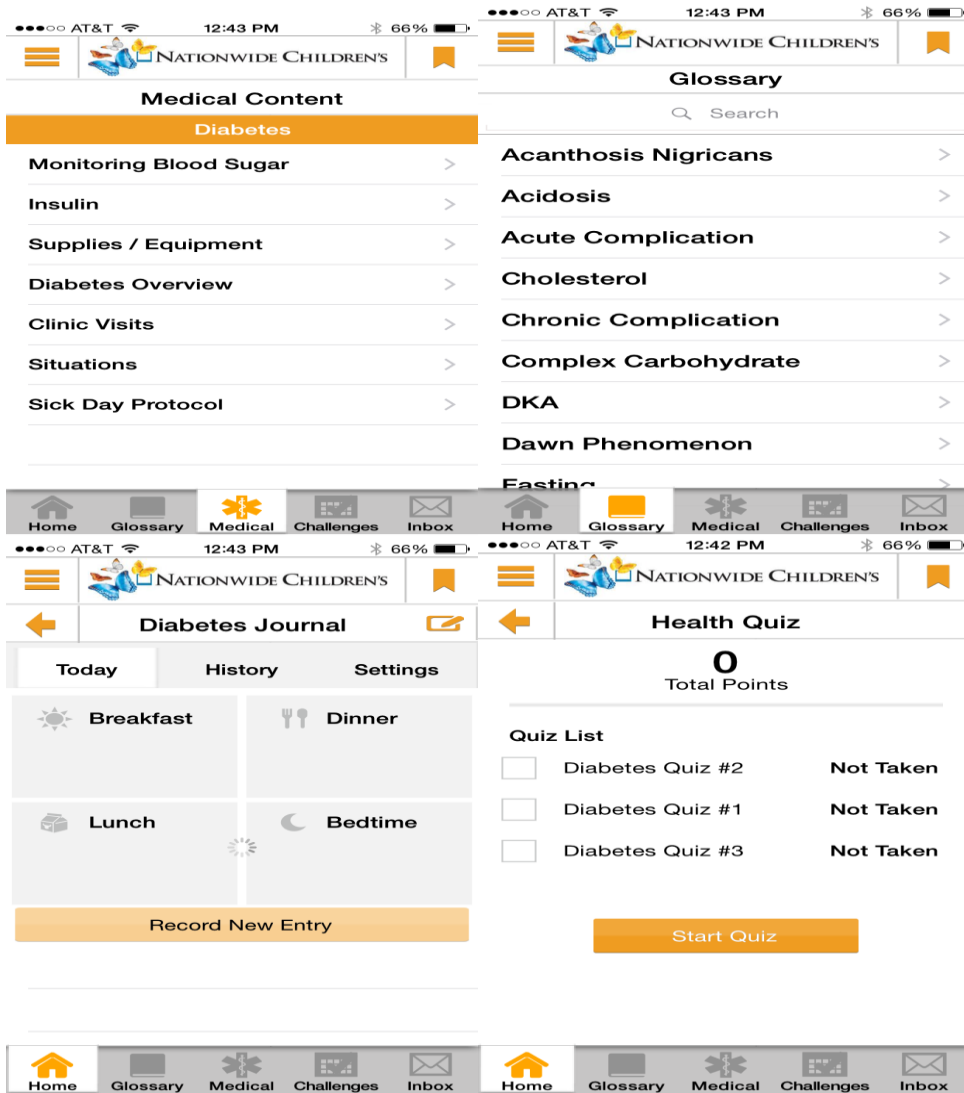 AT&T 12:43 PM 66%
NATIONWIDE CHILDREN'S
Medical Content
Diabetes
Monitoring Blood Sugar
Insulin
Supplies / Equipment
Diabetes Overview
Clinic Visits
Situations
Sick Day Protocol
Home Glossary Medical Challenges Inbox
AT&T 12:43 PM 66%
NATIONWIDE CHILDREN'S
Glossary
Search
Acanthosis Nigricans
Acidosis
Acute Complication
Cholesterol
Chronic Complication
Complex Carbohydrate
DKA
Dawn Phenomenon
Fasting
Home Glossary Medical Challenges Inbox
AT&T 12:43 PM 66%
NATIONWIDE CHILDREN'S
Diabetes Journal
Today History Settings
Breakfast Dinner
Lunch Bedtime
Record New Entry
Home Glossary Medical Challenges Inbox
AT&T 12:42 PM 66%
NATIONWIDE CHILDREN'S
Health Quiz
0
Total Points
Quiz List
Diabetes Quiz #2 Not Taken
Diabetes Quiz #1 Not Taken
Diabetes Quiz #3 Not Taken
Start Quiz
Home Glossary Medical Challenges Inbox